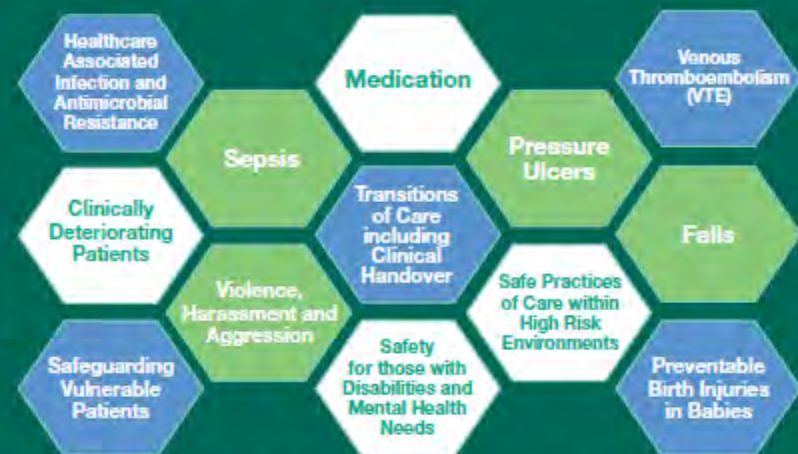 Healthcare
Associated
Infection and
Antimicrobial
Resistance
Medication
Venous
Thromboembolism
(VTE)
Sepsis
Pressure
Ulcers
Clinically
Deteriorating
Patients
Transitions
of Care
including
Clinical
Handover
Falls
Violence,
Harassment and
Aggression
Safe Practices
of Care within
High Risk
Environments
Safeguarding
Vulnerable
Patients
Safety
for those with
Disabilities and
Mental Health
Needs
Preventable
Birth Injuries
in Babies